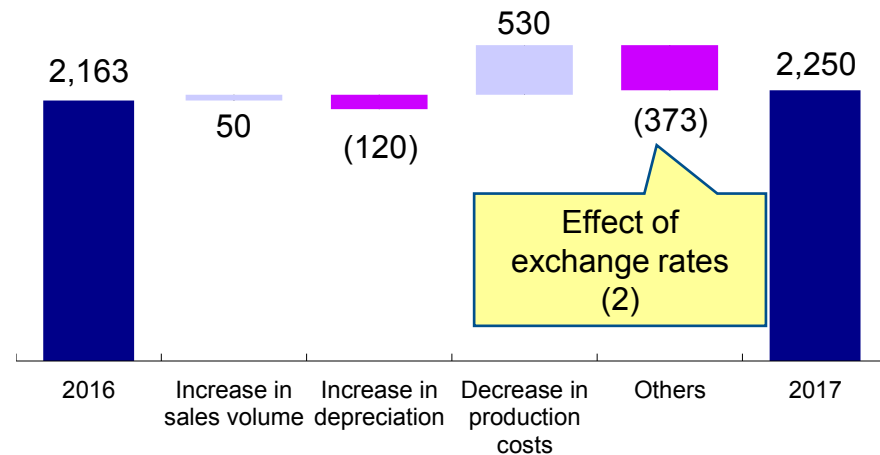 530
2,163
2,250
50
(120)
(373)
Effect of
exchange rates
(2)
2016
Increase in
sales volume
Increase in
depreciation
Decrease in
production
costs
Others
2017